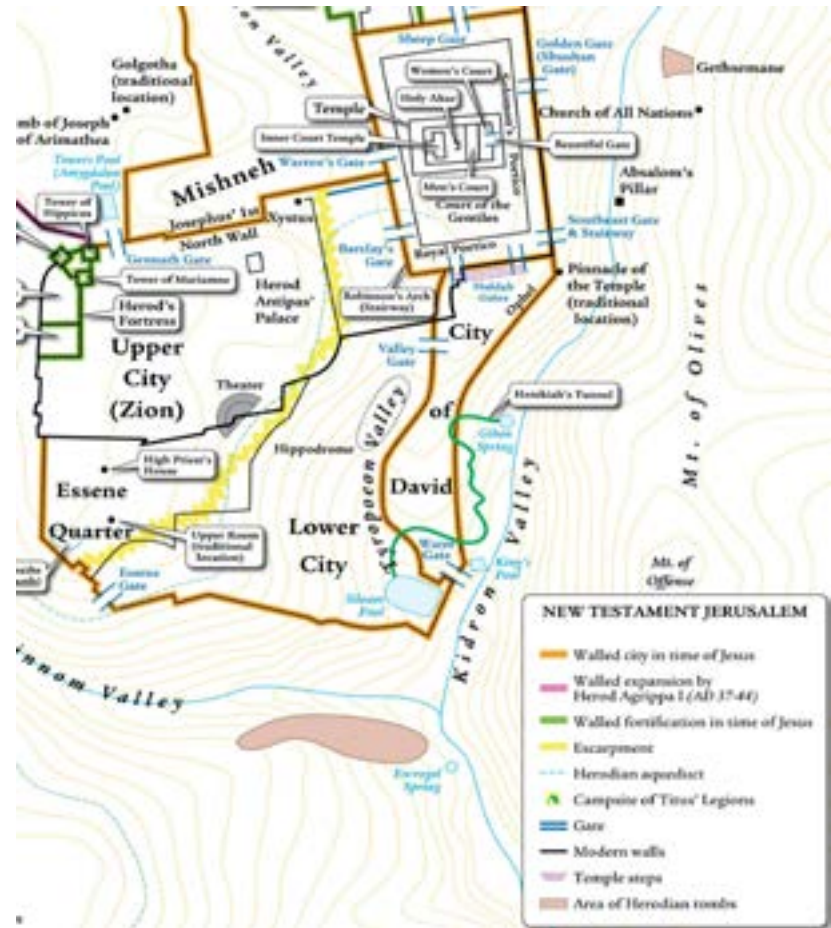 on Valley
Sheep Gate
Golden Gate
(Shushan
Gate)
Golgotha
(traditional
location)
Gethsemane
Women's Court
Holy Altar
Temple
Solomon's
Portico
Church of All Nations
mb of Joseph
of Arimathea
Inner Court Temple
Beautiful Gate
Towers Pool
(Amygdalon
Pool)
Warren's Gate
Mishneh
Men's Court
Court of the
Gentiles
Absalom's
Pillar
Tower of
Hippicus
Josephus' 1st
North Wall
Xystus
Southeast Gate
& Stairway
Barclay's
Gate
Royal Portico
Gennath Gate
Tower of Mariamne
Herod
Antipas'
Palace
Robinson's Arch
(Stairway)
Huldah
Gates
Pinnacle of
the Temple
(traditional
location)
Ophel
Herod's
Fortress
Upper
City
(Zion)
Valley
Gate
City
of
David
Mt. of Olives
Theater
Hezekiah's Tunnel
Gihon
Spring
Tyropoeon Valley
Hippodrome
High Priest's
House
Essene
Quarter
Upper Room
(traditional
location)
Lower
City
Water
Gate
King's
Pool
Kidron Valley
Mt. of
Offense
Essene
Gate
Siloam
Pool
innom Valley
Enrogel
Spring
NEW TESTAMENT JERUSALEM
Walled city in time of Jesus
Walled expansion by
Herod Agrippa I (AD 37-44)
Walled fortification in time of Jesus
Escarpment
Herodian aqueduct
Campsite of Titus' Legions
Gate
Modern walls
Temple steps
Area of Herodian tombs